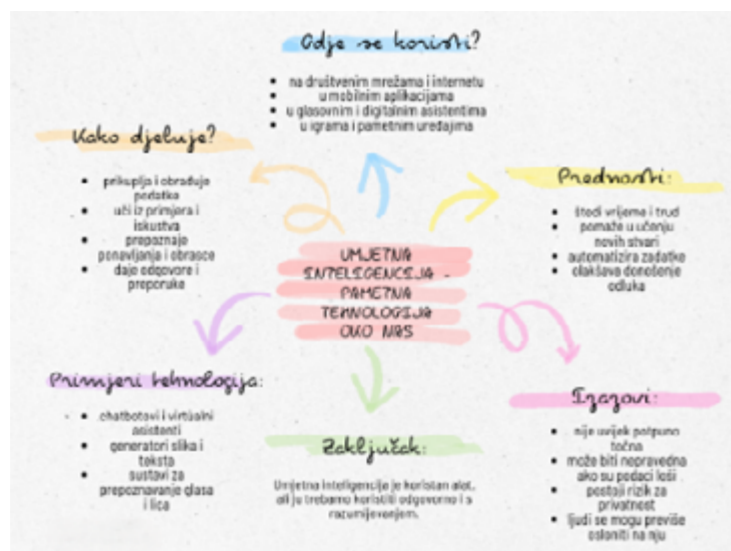 Gdje se koristi?
na društvenim mrežama i internetu
u mobilnim aplikacijama
u glasovnim i digitalnim asistentima
u igrama i pametnim uređajima
Kako djeluje?
prikuplja i obrađuje
podatke
uči iz primjera i
iskustva
prepoznaje
ponavljanja i obrasce
daje odgovore i
preporuke
Prednosti:
štedi vrijeme i trud
pomaže u učenju
novih stvari
automatizira zadatke
olakšava donošenje
odluka
UMJETNA
INTELIGENCIJA -
PAMETNA
TEHNOLOGIJA
OKO NAS
Primjeri tehnologija:
chatbotovi i virtualni
asistenti
generatori slika i
teksta
sustavi za
prepoznavanje glasa
i lica
Zaključak:
Umjetna inteligencija je koristan alat,
ali ju trebamo koristiti odgovorno i s
razumijevanjem.
Izazovi:
nije uvijek potpuno
točna
može biti nepravedna
ako su podaci loši
postoji rizik za
privatnost
ljudi se mogu previše
osloniti na nju